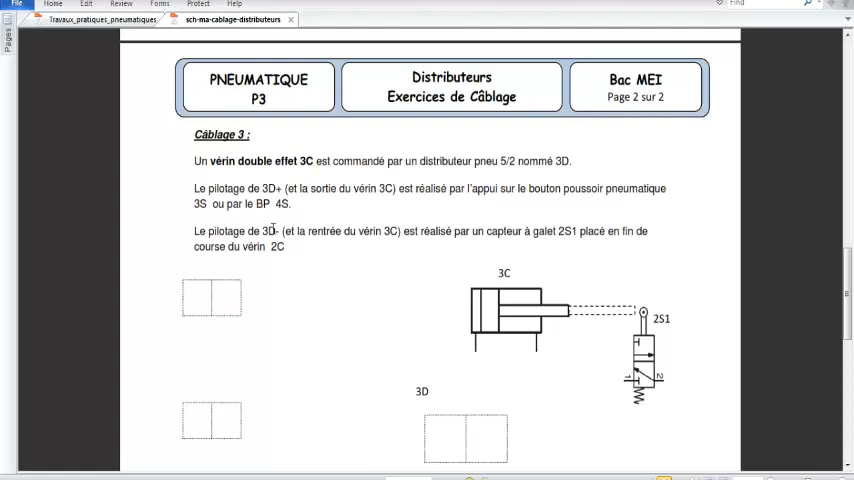 File Home Edit Review Forms Protect Help Find
Travaux_pratiques_pneumatiques sch-ma-cablage-distributeurs
Pages
PNEUMATIQUE
P3
Distributeurs
Exercices de Câblage
Bac MEI
Page 2 sur 2
Câblage 3 :
Un vérin double effet 3C est commandé par un distributeur pneu 5/2 nommé 3D.
Le pilotage de 3D+ (et la sortie du vérin 3C) est réalisé par l'appui sur le bouton poussoir pneumatique
3S ou par le BP 4S.
Le pilotage de 3D- (et la rentrée du vérin 3C) est réalisé par un capteur à galet 2S1 placé en fin de
course du vérin 2C
3C
2S1
1 2
3D